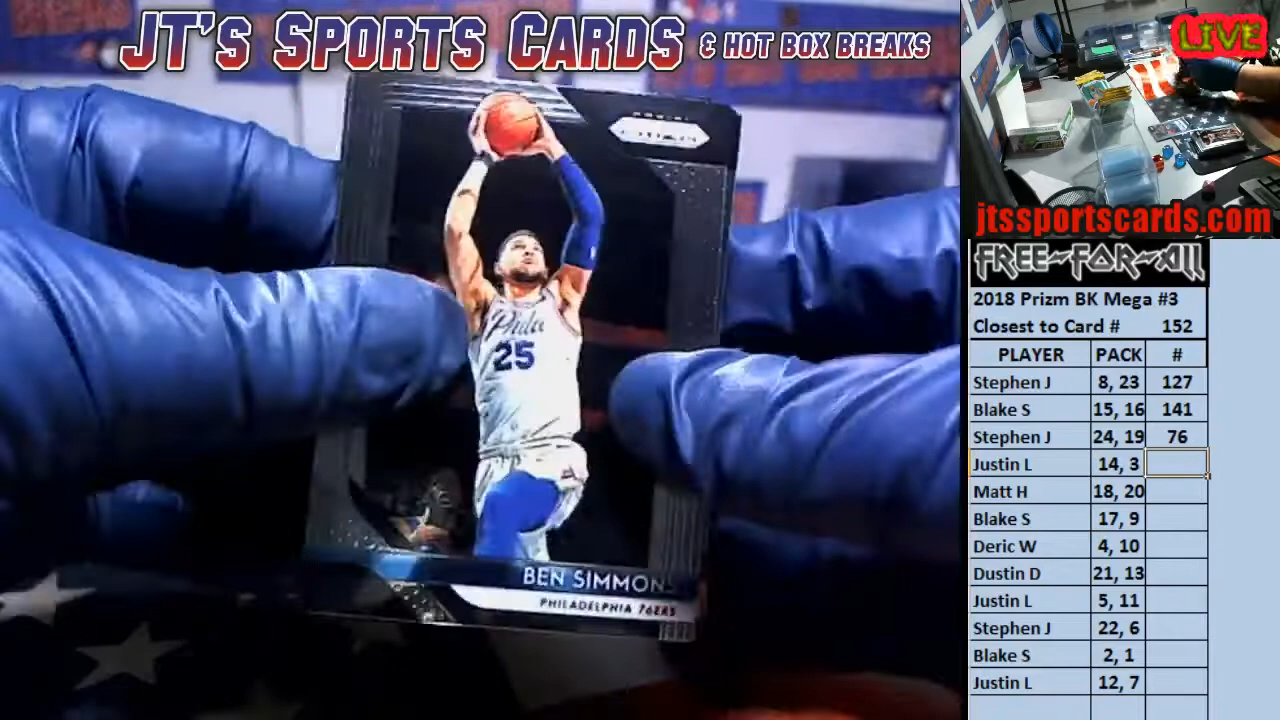 JT's SPORTS CARDS & HOT BOX BREAKS
LIVE
jtssportscards.com
PRIZM
Phila
25
BEN SIMMONS
PHILADELPHIA 76ERS
FREE-FOR-ALL
2018 Prizm BK Mega #3
Closest to Card # 152
PLAYER PACK #
Stephen J 8, 23 127
Blake S 15, 16 141
Stephen J 24, 19 76
Justin L 14, 3
Matt H 18, 20
Blake S 17, 9
Deric W 4, 10
Dustin D 21, 13
Justin L 5, 11
Stephen J 22, 6
Blake S 2, 1
Justin L 12, 7